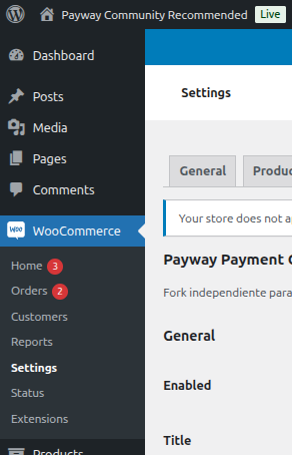 Payway Community Recommended Live
Dashboard
Posts
Media
Pages
Comments
WooCommerce
Home 3
Orders 2
Customers
Reports
Settings
Status
Extensions
Products
Settings
General Produc
Your store does not a
Payway Payment
Fork independiente para
General
Enabled
Title